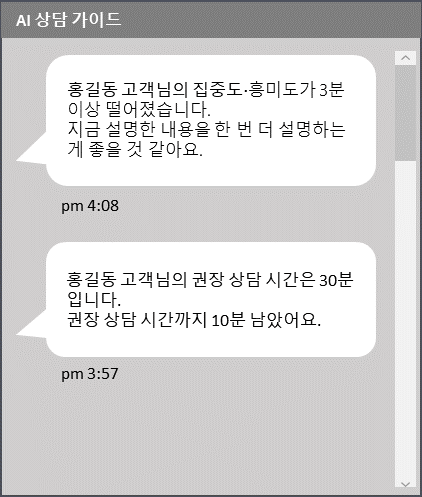 AI 상담 가이드
홍길동 고객님의 집중도·흥미도가 3분
이상 떨어졌습니다.
지금 설명한 내용을 한 번 더 설명하는
게 좋을 것 같아요.
pm 4:08
홍길동 고객님의 권장 상담 시간은 30분
입니다.
권장 상담 시간까지 10분 남았어요.
pm 3:57